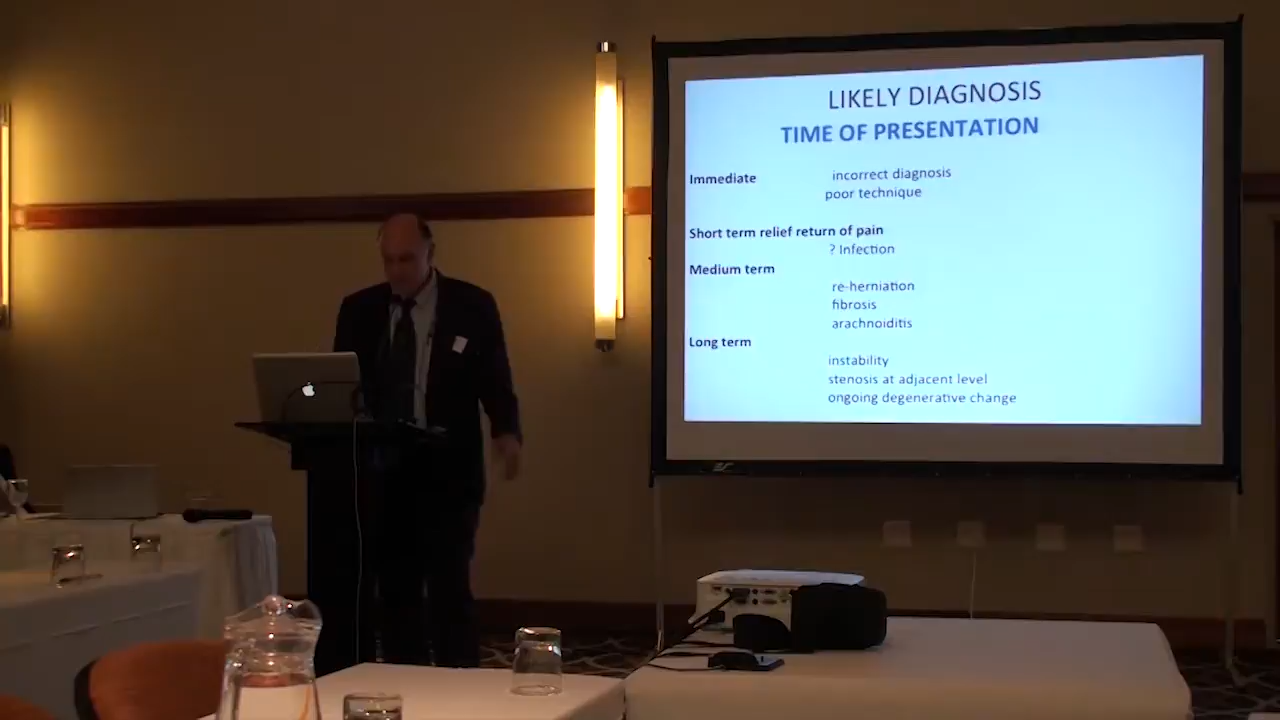 LIKELY DIAGNOSIS
TIME OF PRESENTATION
Immediate incorrect diagnosis
poor technique
Short term relief return of pain
? Infection
Medium term
re-herniation
fibrosis
arachnoiditis
Long term
instability
stenosis at adjacent level
ongoing degenerative change